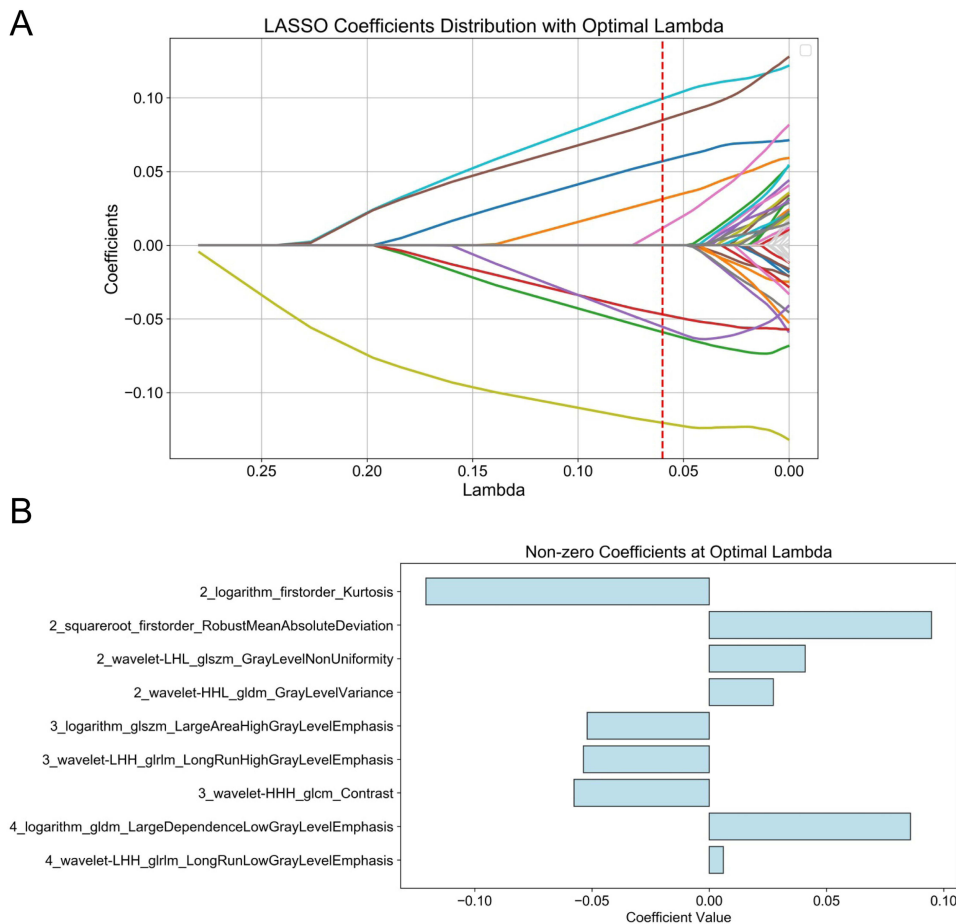 A
LASSO Coefficients Distribution with Optimal Lambda
Coefficients
0.10
0.05
0.00
−0.05
−0.10
0.25 0.20 0.15 0.10 0.05 0.00
Lambda
B
Non-zero Coefficients at Optimal Lambda
2_logarithm_firstorder_Kurtosis
2_squareroot_firstorder_RobustMeanAbsoluteDeviation
2_wavelet-LHL_glszm_GrayLevelNonUniformity
2_wavelet-HHL_gldm_GrayLevelVariance
3_logarithm_glszm_LargeAreaHighGrayLevelEmphasis
3_wavelet-LHH_glrlm_LongRunHighGrayLevelEmphasis
3_wavelet-HHH_glcm_Contrast
4_logarithm_gldm_LargeDependenceLowGrayLevelEmphasis
4_wavelet-LHH_glrlm_LongRunLowGrayLevelEmphasis
−0.10 −0.05 0.00 0.05 0.10
Coefficient Value